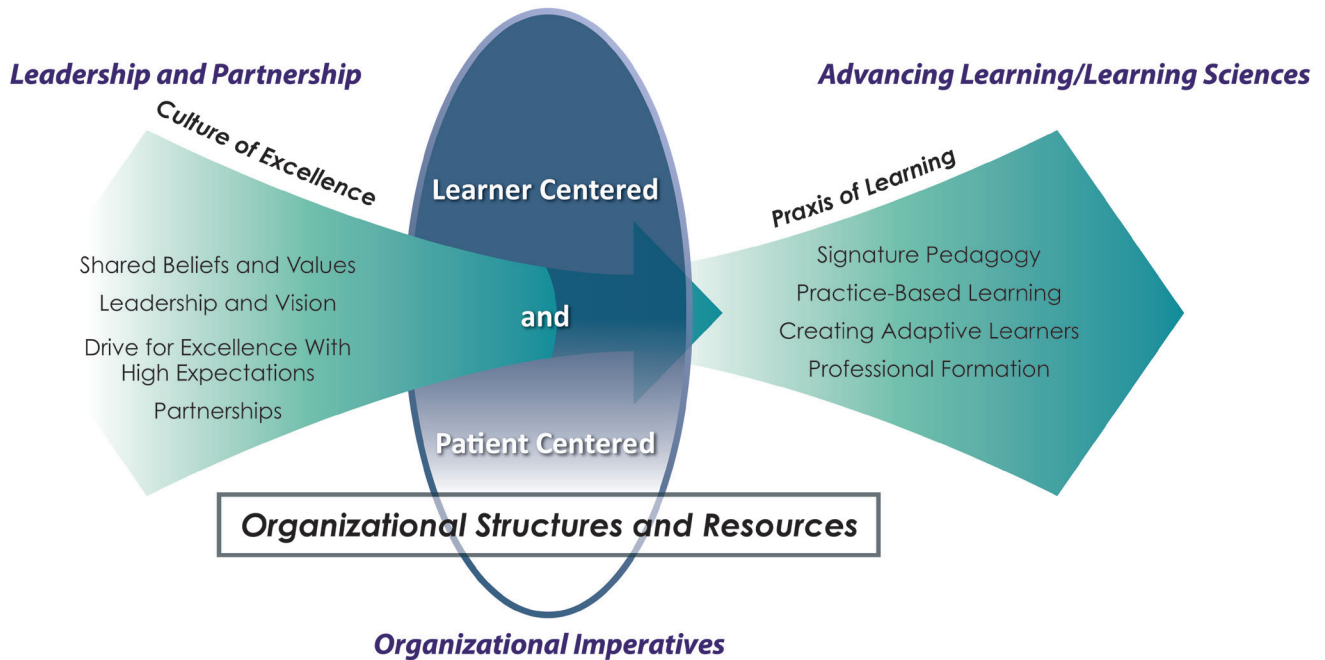 Leadership and Partnership
Advancing Learning/Learning Sciences
Culture of Excellence
Shared Beliefs and Values
Leadership and Vision
Drive for Excellence With
High Expectations
Partnerships
Learner Centered
and
Patient Centered
Praxis of Learning
Signature Pedagogy
Practice-Based Learning
Creating Adaptive Learners
Professional Formation
Organizational Structures and Resources
Organizational Imperatives